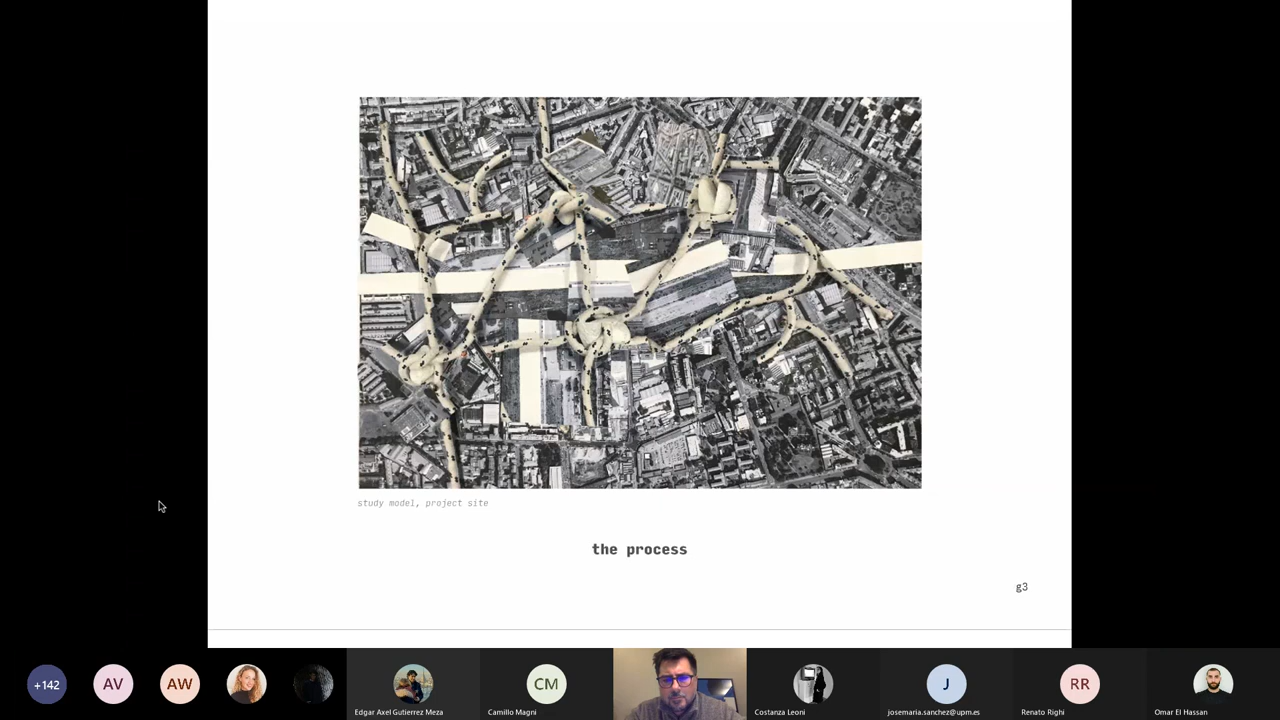 study model, project site
the process
g3
+142
AV
AW
Edgar Axel Gutierrez Meza
CM
Camillo Magni
Costanza Leoni
J
josemaria.sanchez@upm.es
RR
Renato Righi
Omar El Hassan